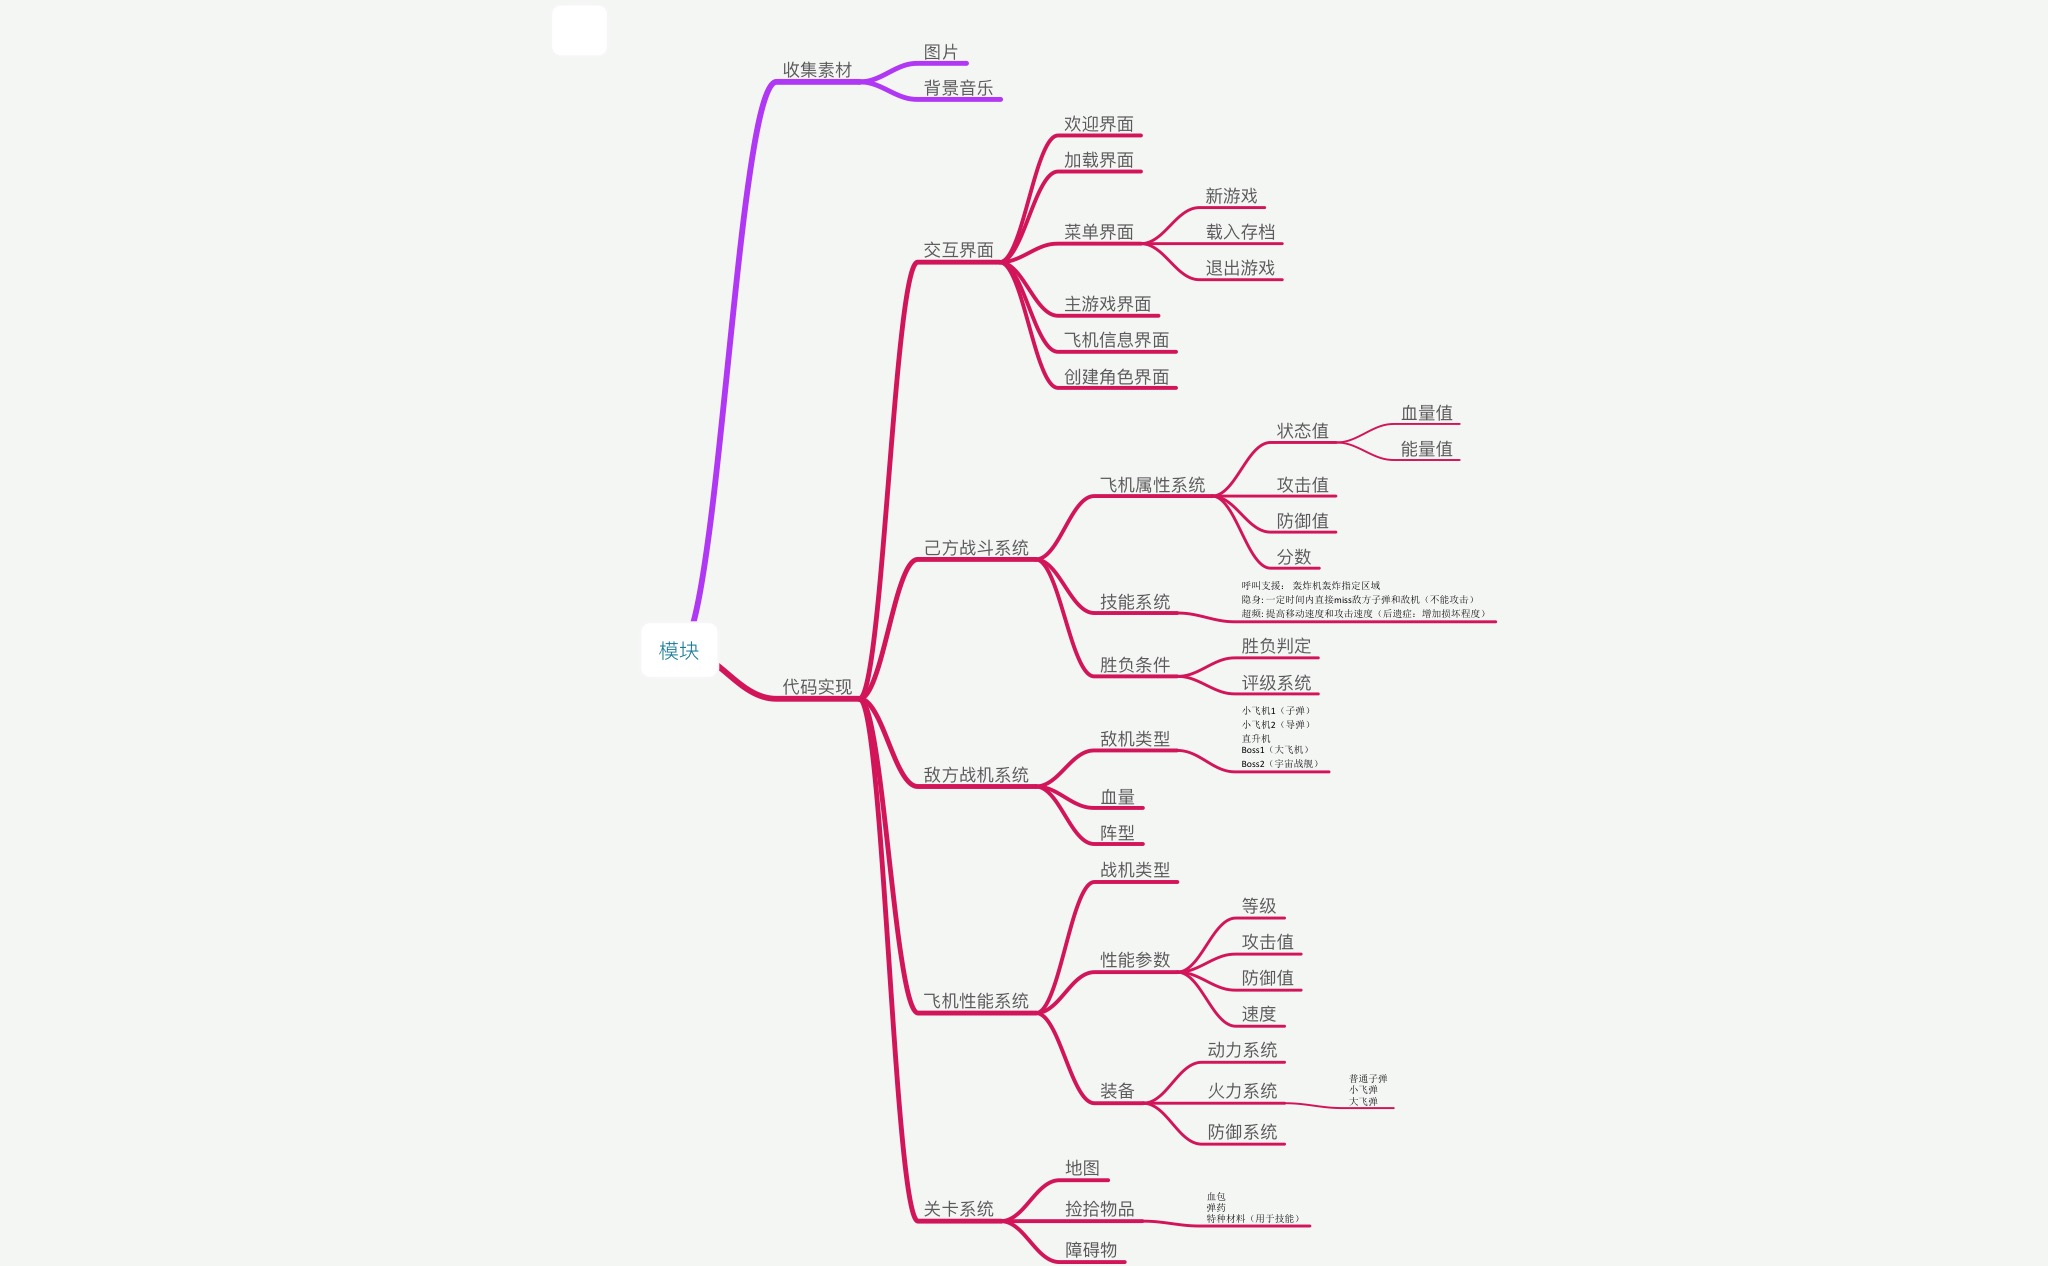 图片
收集素材
背景音乐
欢迎界面
加载界面
新游戏
菜单界面
载入存档
交互界面
退出游戏
主游戏界面
飞机信息界面
创建角色界面
血量值
状态值
能量值
飞机属性系统
攻击值
防御值
己方战斗系统
分数
呼叫支援： 轰炸机轰炸指定区域
技能系统
隐身: 一定时间内直接miss敌方子弹和敌机（不能攻击）
超频: 提高移动速度和攻击速度（后遗症：增加损坏程度）
胜负判定
模块
胜负条件
评级系统
代码实现
小飞机1（子弹）
小飞机2（导弹）
敌机类型
直升机
Boss1（大飞机）
Boss2（宇宙战舰）
敌方战机系统
血量
阵型
战机类型
等级
攻击值
性能参数
防御值
飞机性能系统
速度
动力系统
普通子弹
装备
火力系统
小飞弹
大飞弹
防御系统
地图
血包
关卡系统
捡拾物品
弹药
特种材料（用于技能）
障碍物